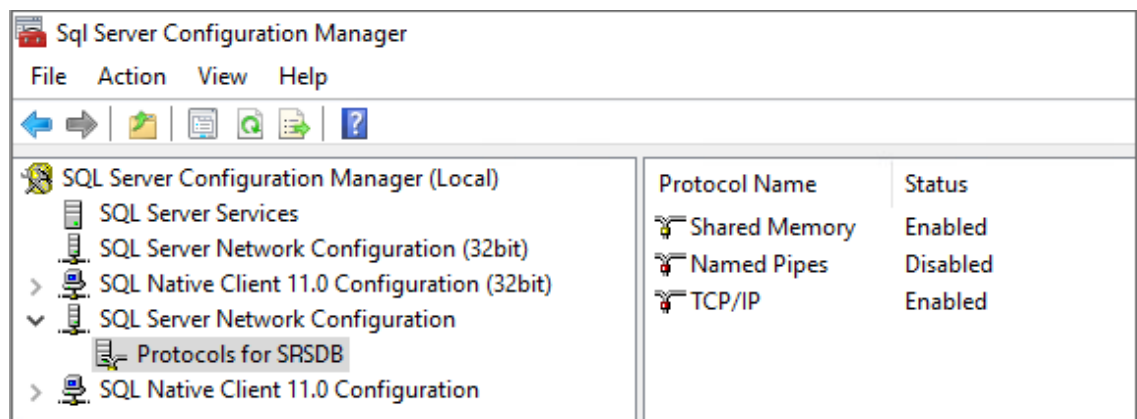 Sql Server Configuration Manager
File Action View Help
SQL Server Configuration Manager (Local)
SQL Server Services
SQL Server Network Configuration (32bit)
SQL Native Client 11.0 Configuration (32bit)
SQL Server Network Configuration
Protocols for SRSDB
SQL Native Client 11.0 Configuration
Protocol Name Status
Shared Memory Enabled
Named Pipes Disabled
TCP/IP Enabled